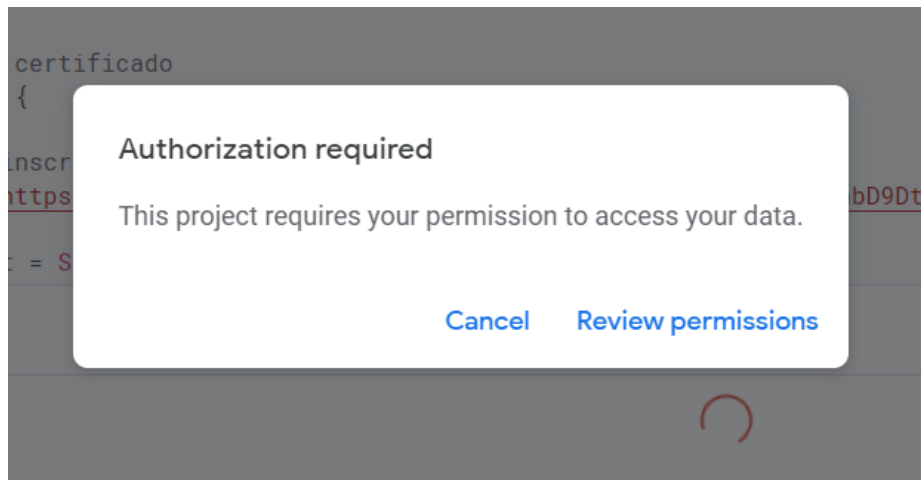 certificado
{
Authorization required
inscr
https
bD9Dt
This project requires your permission to access your data.
= S
Cancel Review permissions